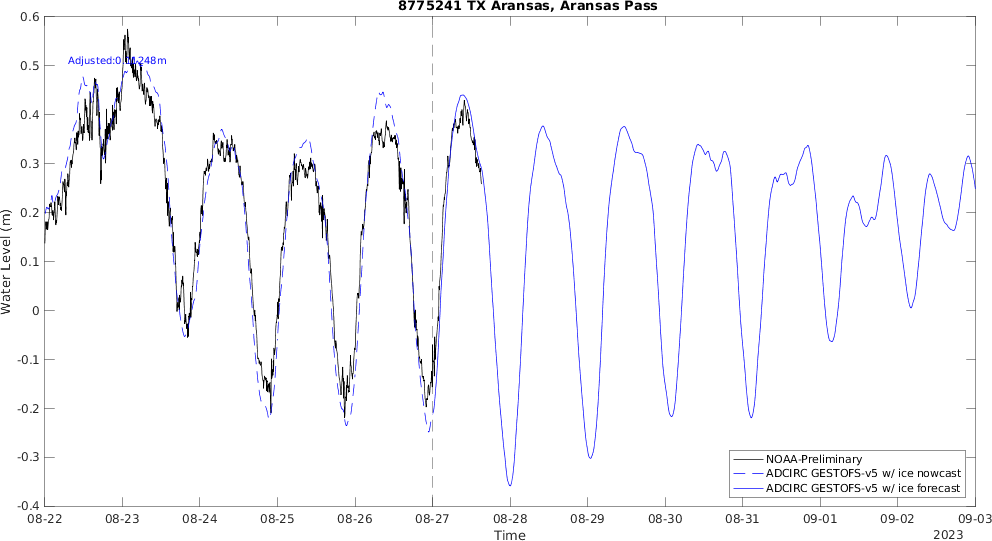 8775241 TX Aransas, Aransas Pass
0.6
0.5
0.4
0.3
0.2
0.1
0
-0.1
-0.2
-0.3
-0.4
Water Level (m)
NOAA-Preliminary
ADCIRC GESTOFS-v5 w/ ice nowcast
ADCIRC GESTOFS-v5 w/ ice forecast
08-22 08-23 08-24 08-25 08-26 08-27 08-28 08-29 08-30 08-31 09-01 09-02 09-03
Time
2023